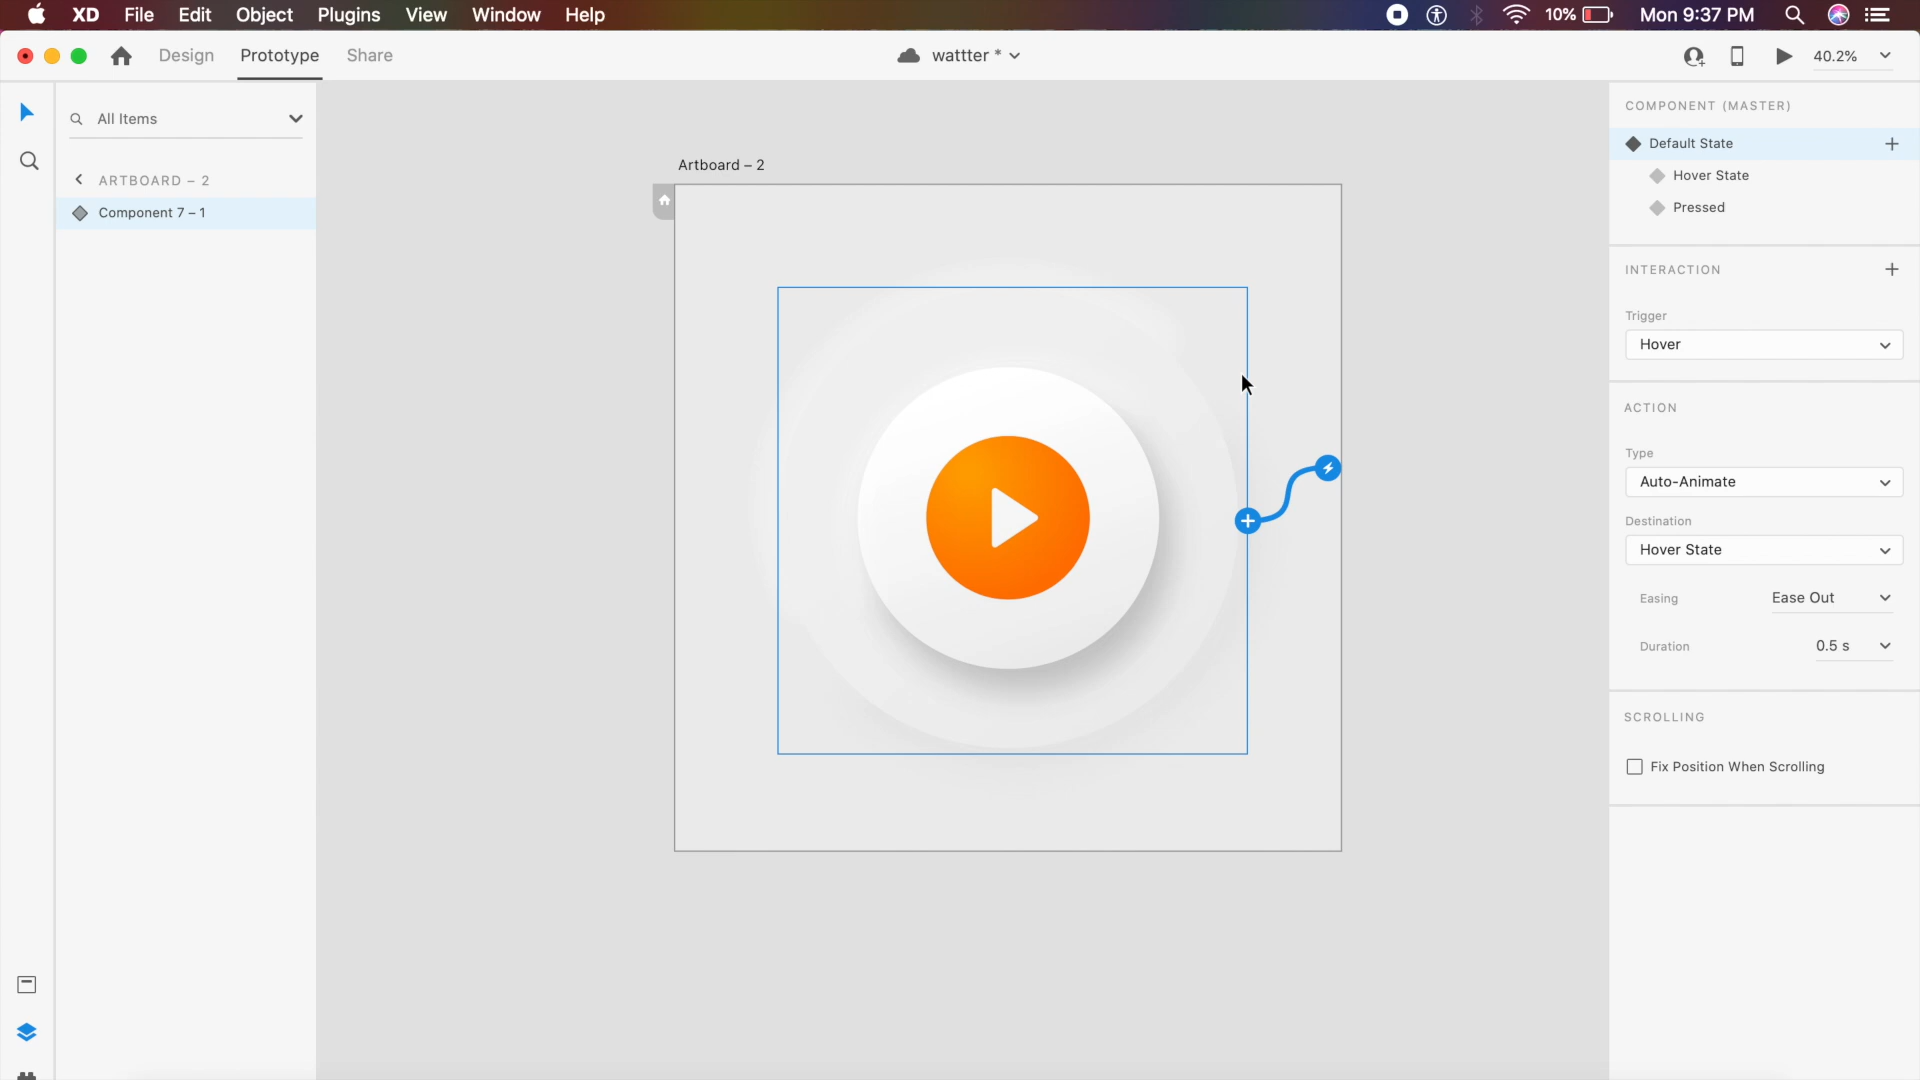 XD File Edit Object Plugins View Window Help 10% Mon 9:37 PM
Design Prototype Share wattter * 40.2%
All Items
ARTBOARD – 2
Component 7 – 1
Artboard – 2
COMPONENT (MASTER)
Default State
Hover State
Pressed
INTERACTION
Trigger
Hover
ACTION
Type
Auto-Animate
Destination
Hover State
Easing Ease Out
Duration 0.5 s
SCROLLING
Fix Position When Scrolling